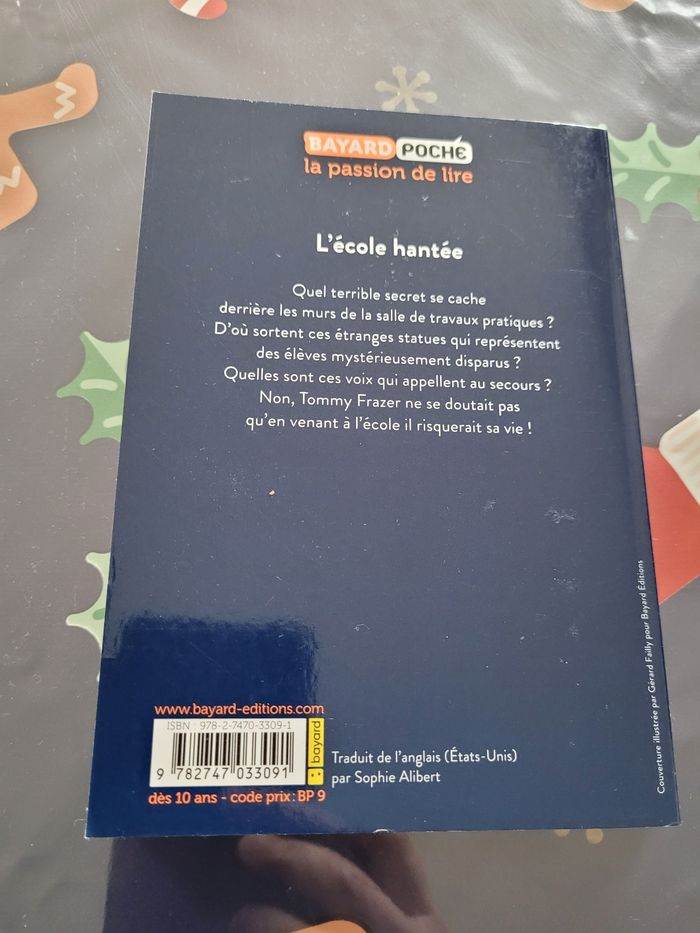 BAYARD POCHE
la passion de lire
L'école hantée
Quel terrible secret se cache
derrière les murs de la salle de travaux pratiques ?
D'où sortent ces étranges statues qui représentent
des élèves mystérieusement disparus ?
Quelles sont ces voix qui appellent au secours ?
Non, Tommy Frazer ne se doutait pas
qu'en venant à l'école il risquerait sa vie !
Couverture illustrée par Gérard Failly pour Bayard Éditions
www.bayard-editions.com
ISBN : 978-2-7470-3309-1
9 782747 033091
bayard
dès 10 ans - code prix : BP 9
Traduit de l'anglais (États-Unis)
par Sophie Alibert